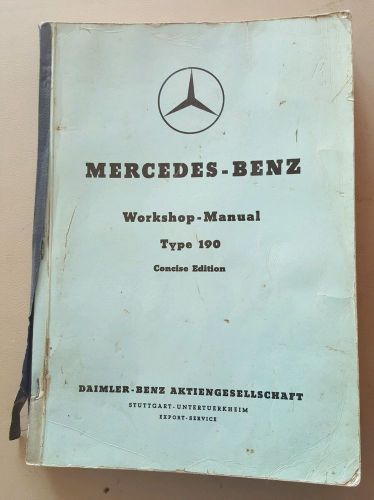 MERCEDES-BENZ
Workshop-Manual
Type 190
Concise Edition
DAIMLER-BENZ AKTIENGESELLSCHAFT
STUTTGART-UNTERTUERKHEIM
EXPORT-SERVICE